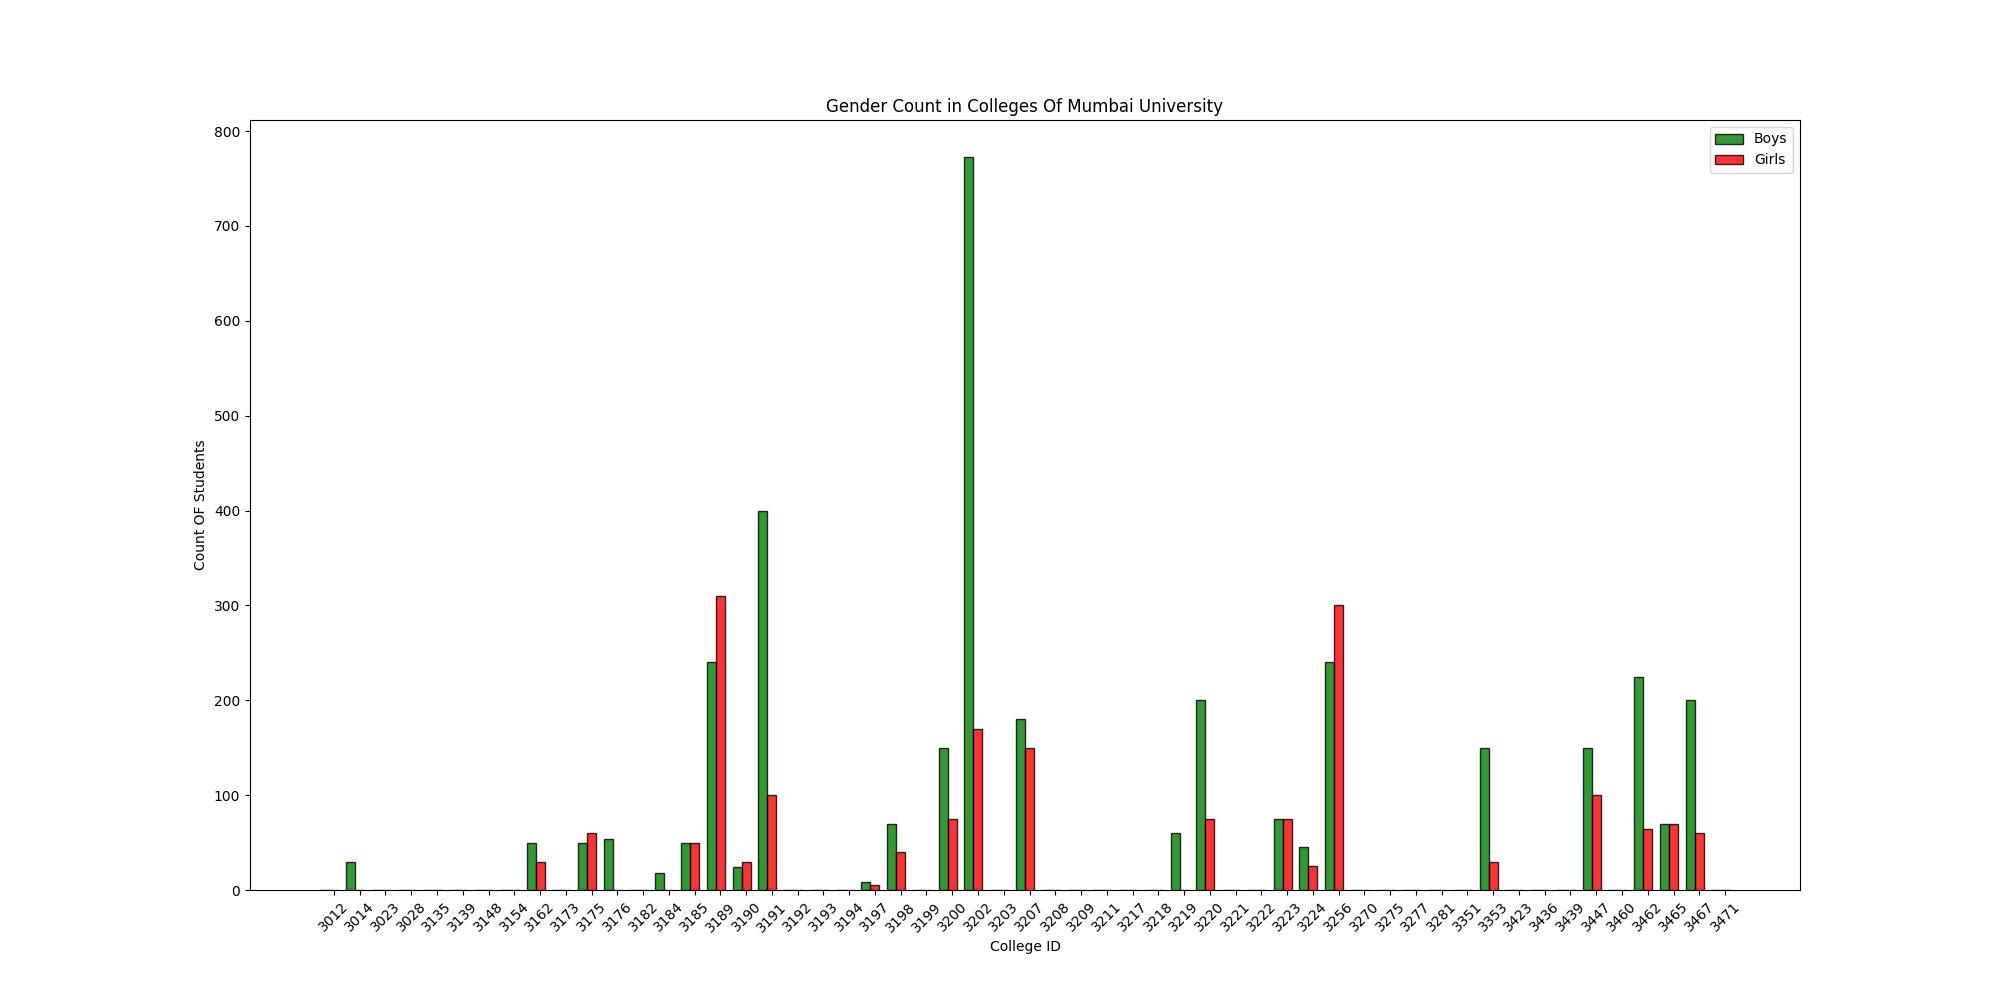 Gender Count in Colleges Of Mumbai University
Boys
Girls
800
700
600
500
400
300
200
100
0
Count OF Students
3012 3014 3023 3028 3135 3139 3148 3154 3162 3173 3175 3176 3182 3184 3185 3189 3190 3191 3192 3193 3194 3197 3198 3199 3200 3202 3203 3207 3208 3209 3211 3217 3218 3219 3220 3221 3222 3223 3224 3256 3270 3275 3277 3281 3351 3353 3423 3436 3439 3447 3460 3462 3465 3467 3471
College ID